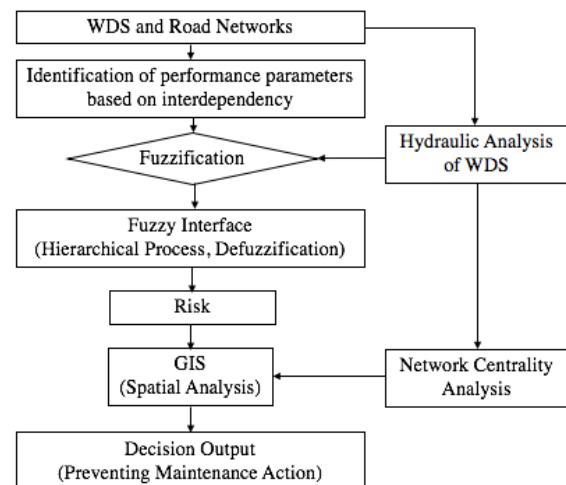 WDS and Road Networks
Identification of performance parameters
based on interdependency
Fuzzification
Hydraulic Analysis
of WDS
Fuzzy Interface
(Hierarchical Process, Defuzzification)
Risk
GIS
(Spatial Analysis)
Network Centrality
Analysis
Decision Output
(Preventing Maintenance Action)